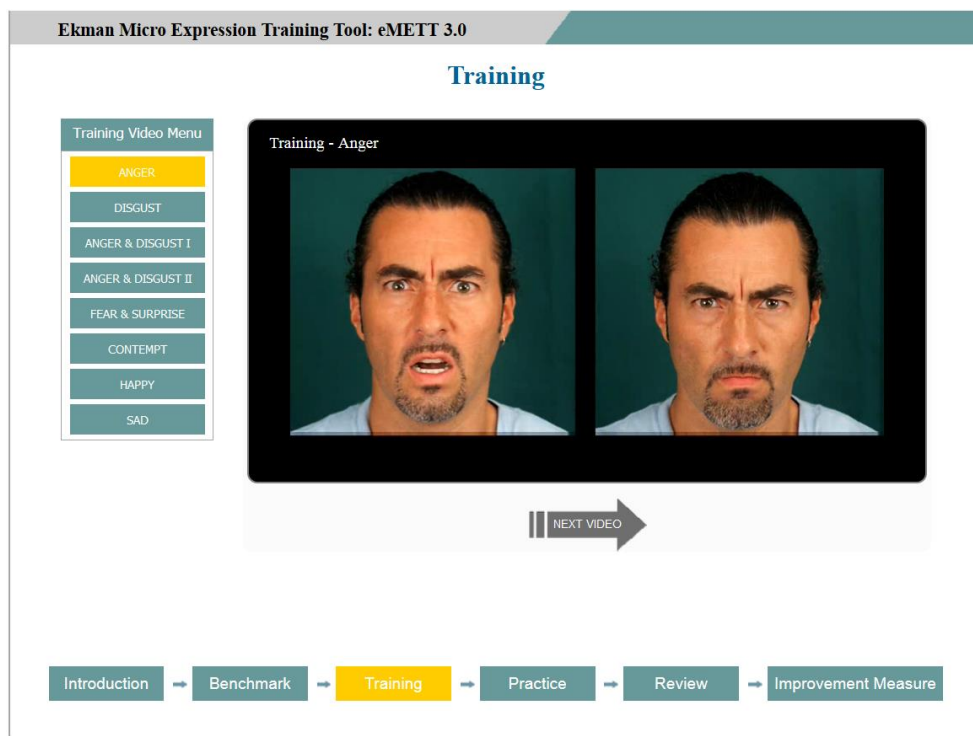 Ekman Micro Expression Training Tool: eMETT 3.0
Training
Training Video Menu
ANGER
DISGUST
ANGER & DISGUST I
ANGER & DISGUST II
FEAR & SURPRISE
CONTEMPT
HAPPY
SAD
Training - Anger
NEXT VIDEO
Introduction
Benchmark
Training
Practice
Review
Improvement Measure